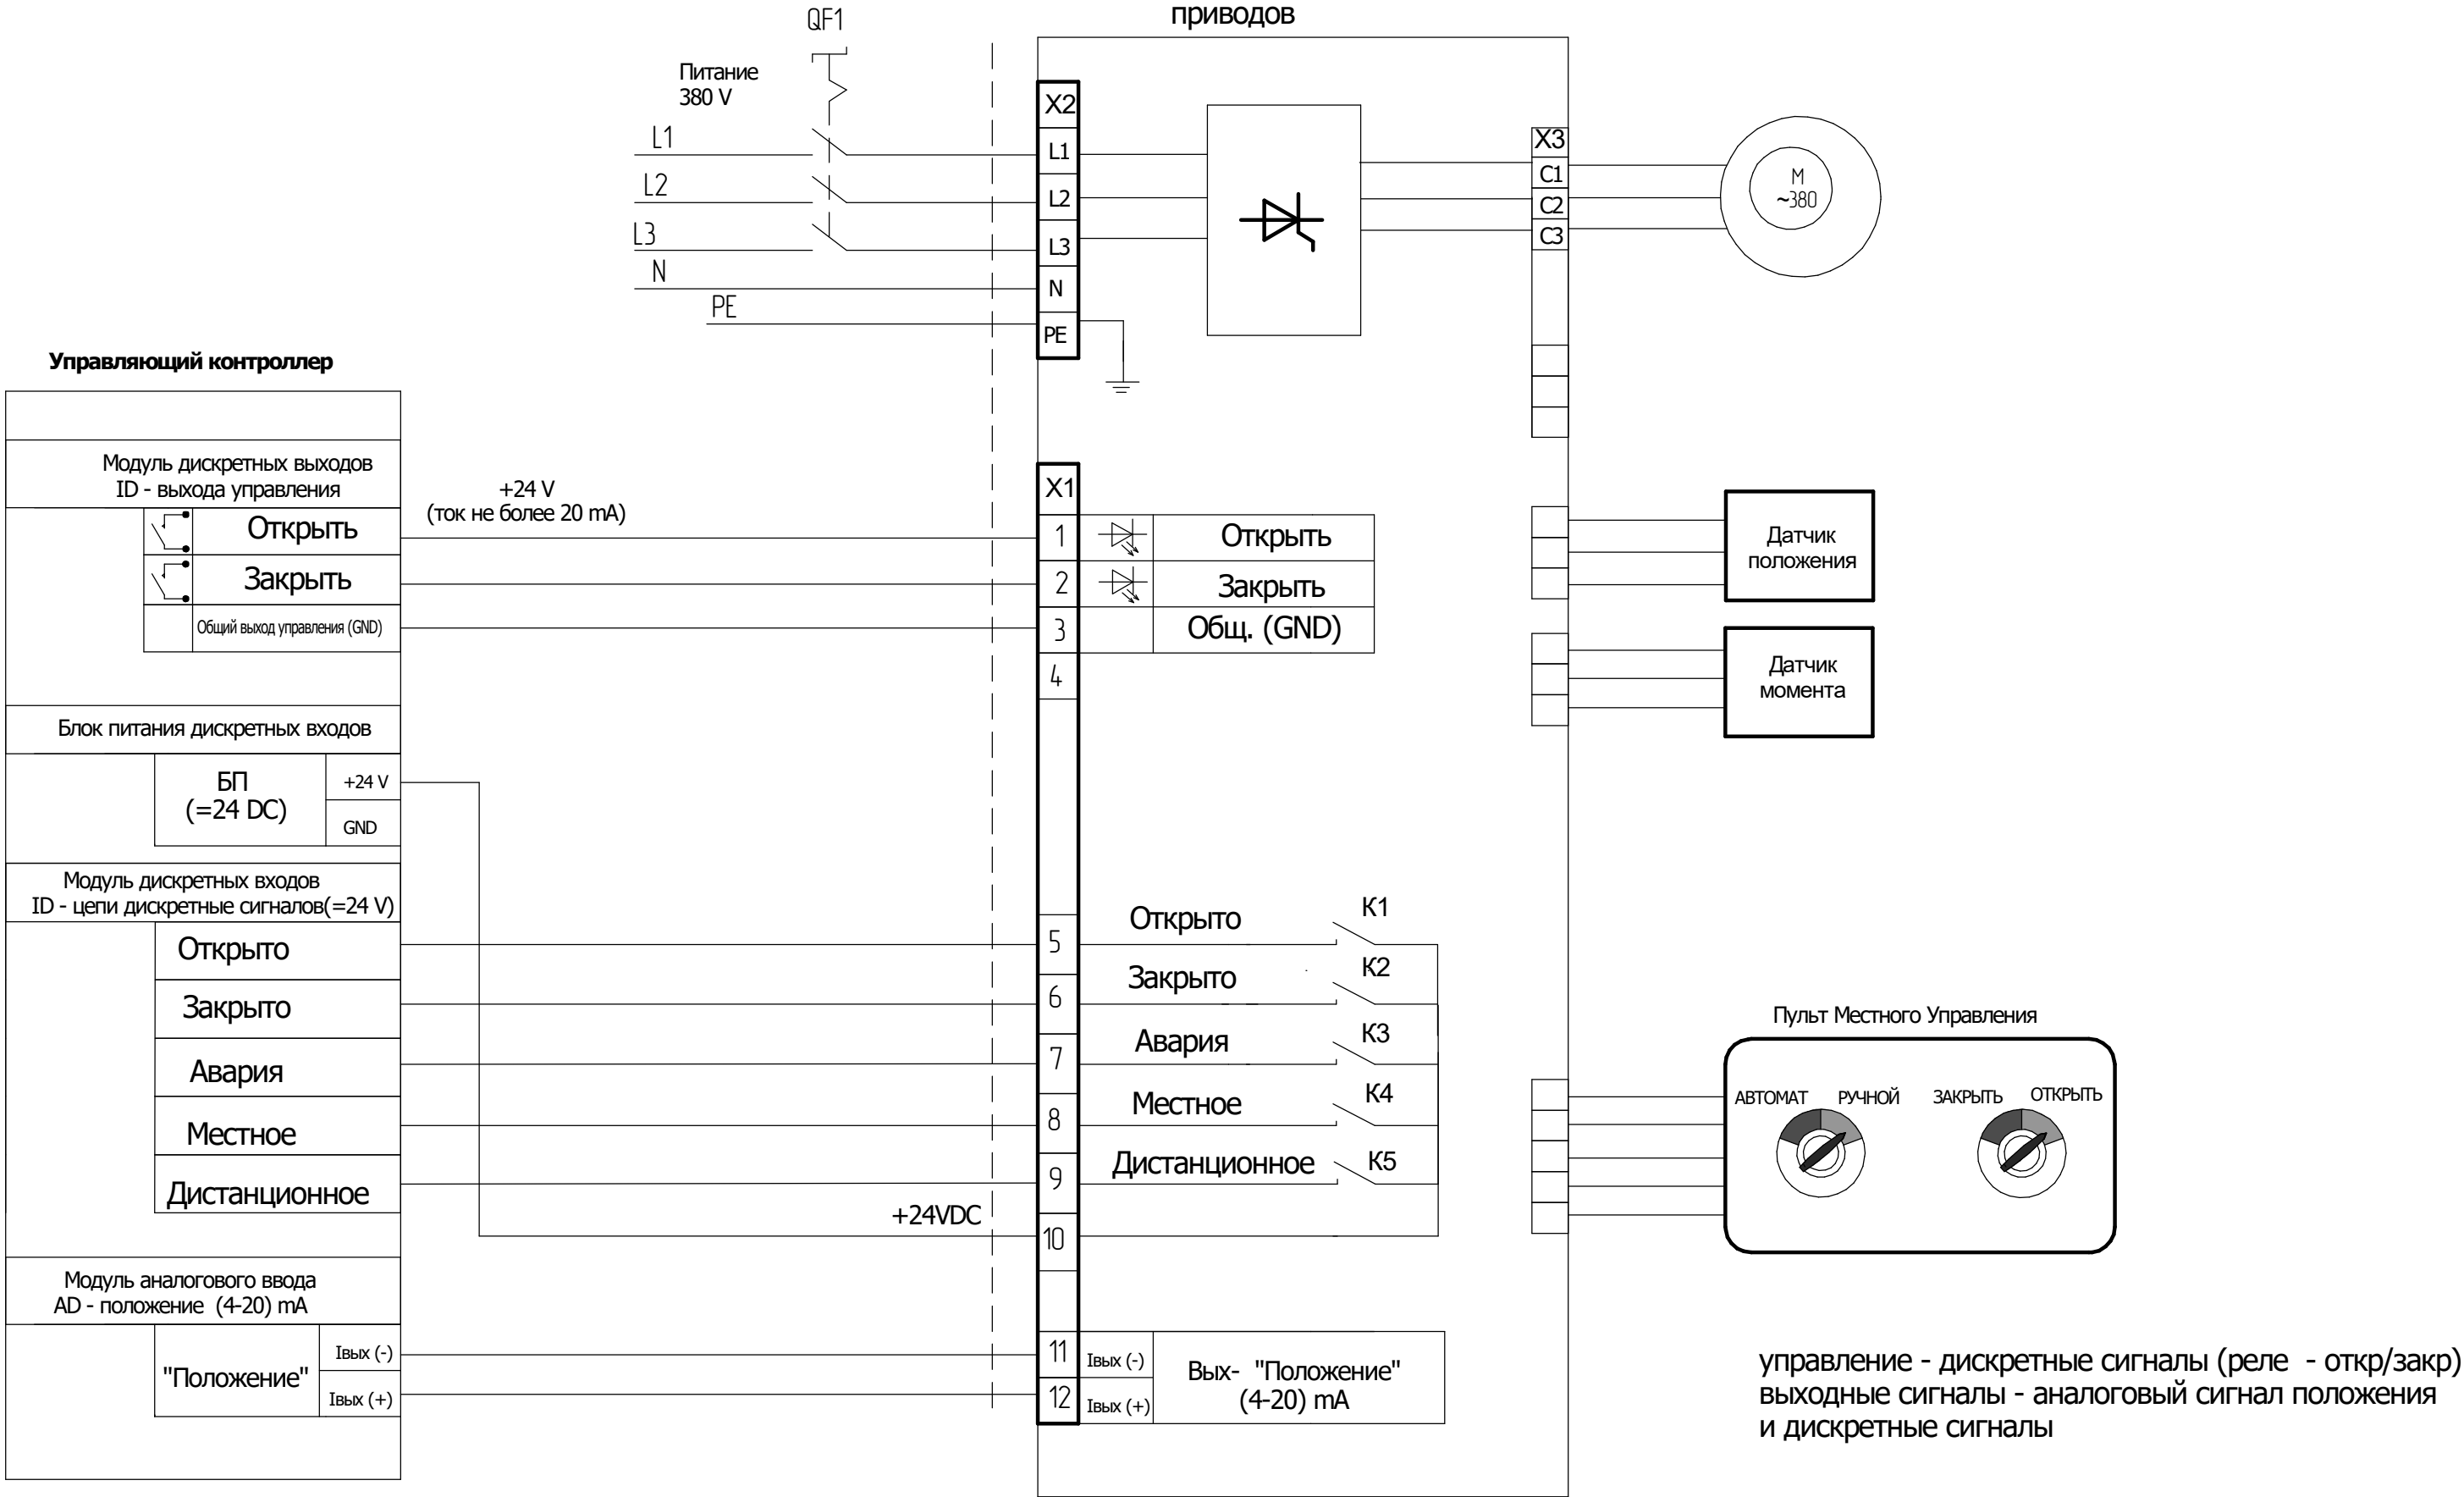 приводов
QF1
Питание
380 V
L1
L2
L3
N
PE
X2
L1
L2
L3
N
PE
X3
C1
C2
C3
M
~380
Управляющий контроллер
Модуль дискретных выходов
ID - выхода управления
Открыть
Закрыть
Общий выход управления (GND)
+24 V
(ток не более 20 mA)
X1
1
2
3
4
Открыть
Закрыть
Общ. (GND)
Датчик
положения
Датчик
момента
Блок питания дискретных входов
БП
(=24 DC)
+24 V
GND
Модуль дискретных входов
ID - цепи дискретные сигналов(=24 V)
Открыто
Закрыто
Авария
Местное
Дистанционное
+24VDC
5
6
7
8
9
10
Открыто
К1
Закрыто
К2
Авария
К3
Местное
К4
Дистанционное
К5
Пульт Местного Управления
АВТОМАТ РУЧНОЙ ЗАКРЫТЬ ОТКРЫТЬ
Модуль аналогового ввода
AD - положение (4-20) mA
"Положение"
Iвых (-)
Iвых (+)
11
12
Iвых (-)
Iвых (+)
Вых- "Положение"
(4-20) mA
управление - дискретные сигналы (реле - откр/закр)
выходные сигналы - аналоговый сигнал положения
и дискретные сигналы